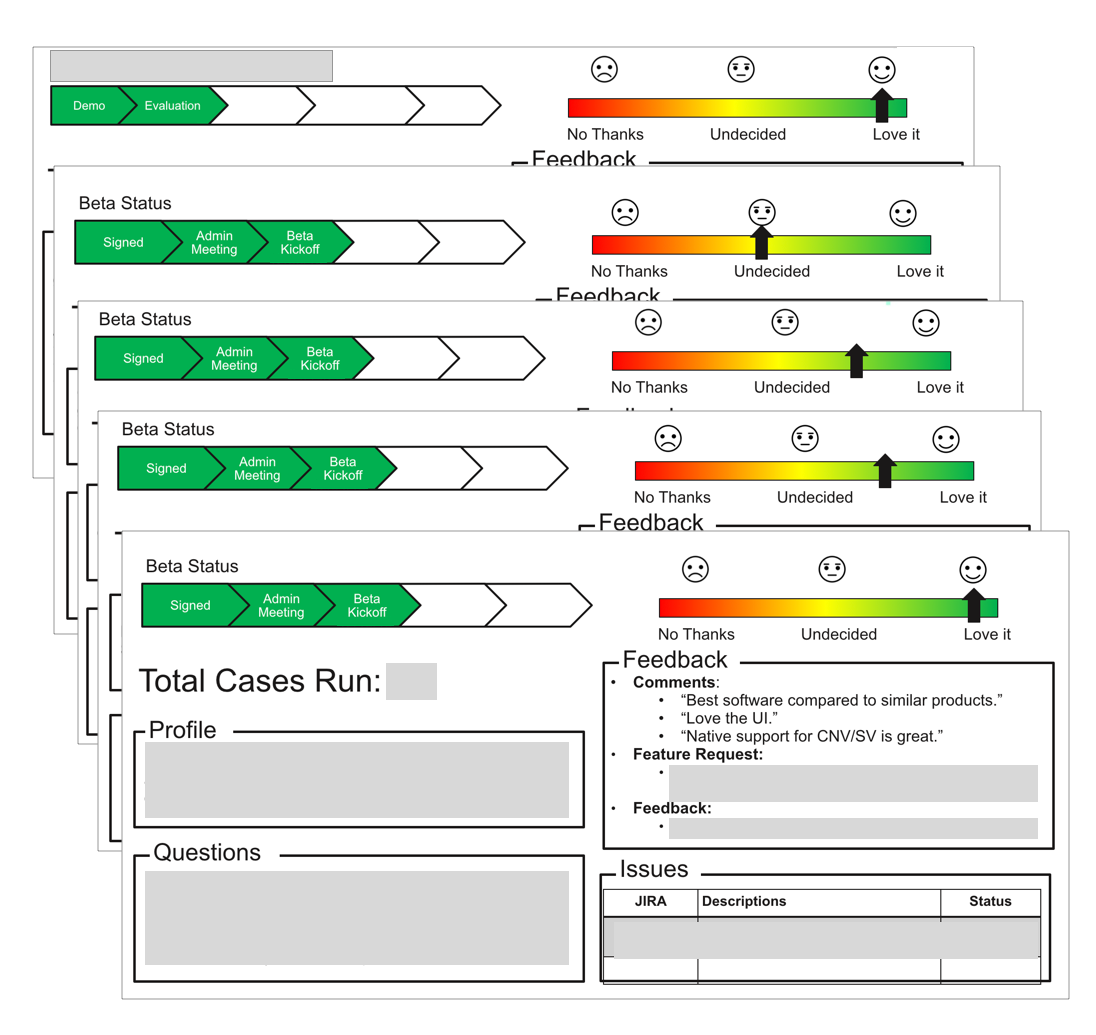 Demo
Evaluation
No Thanks
Undecided
Love it
Feedback
Beta Status
Signed
Admin
Meeting
Beta
Kickoff
No Thanks
Undecided
Love it
Feedback
Beta Status
Signed
Admin
Meeting
Beta
Kickoff
No Thanks
Undecided
Love it
Beta Status
Signed
Admin
Meeting
Beta
Kickoff
No Thanks
Undecided
Love it
Feedback
Beta Status
Signed
Admin
Meeting
Beta
Kickoff
No Thanks
Undecided
Love it
Total Cases Run:
Profile
Questions
Feedback
• Comments:
• “Best software compared to similar products.”
• “Love the UI.”
• “Native support for CNV/SV is great.”
• Feature Request:
•
• Feedback:
•
Issues
JIRA Descriptions Status